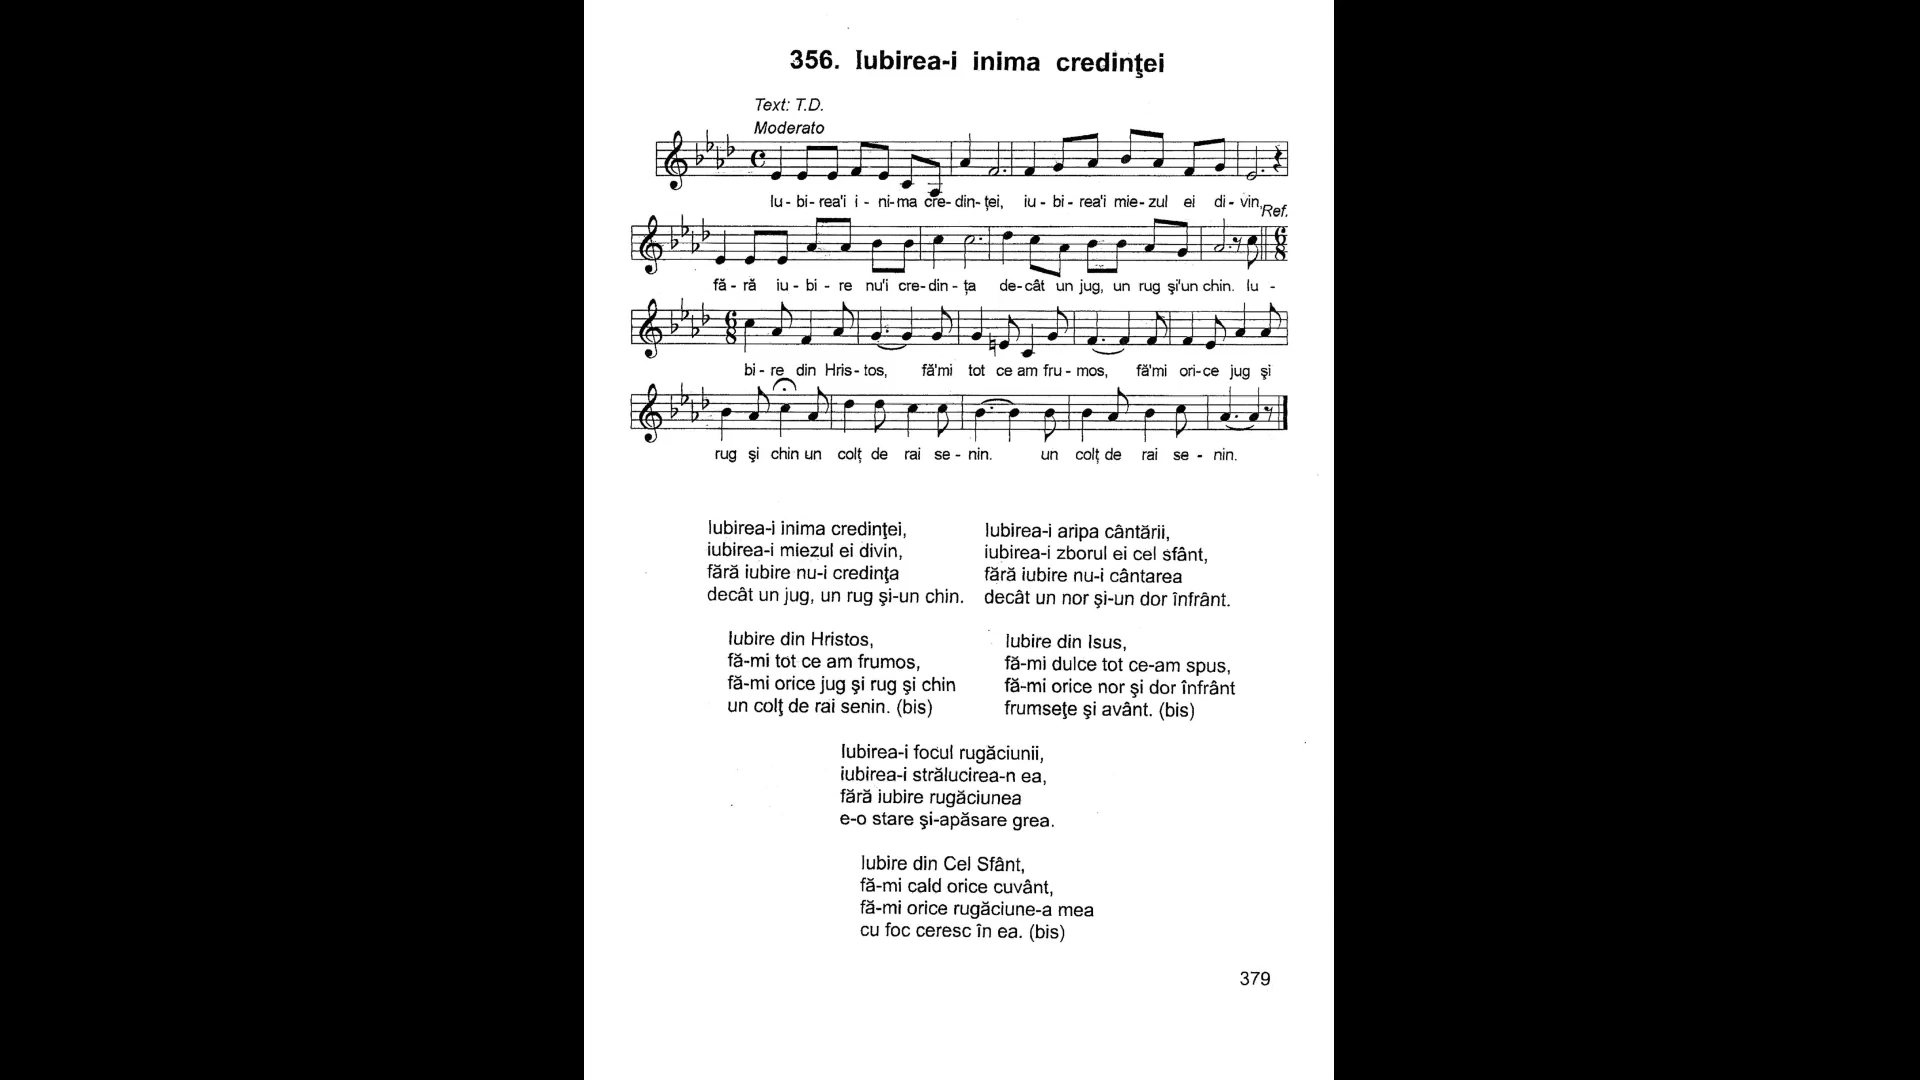 356. Iubirea-i inima credinţei
Text: T.D.
Moderato
Iu - bi - rea'i i - ni - ma cre - din - ţei, iu - bi - rea'i mie - zul ei di - vin,
Ref.
fă - ră iu - bi - re nu'i cre - din - ţa de - cât un jug, un rug şi'un chin. Iu -
bi - re din Hris - tos, fă'mi tot ce am fru - mos, fă'mi ori - ce jug şi
rug şi chin un colţ de rai se - nin. un colţ de rai se - nin.
Iubirea-i inima credinţei,
iubirea-i miezul ei divin,
fără iubire nu-i credinţa
decât un jug, un rug şi-un chin.
Iubire din Hristos,
fă-mi tot ce am frumos,
fă-mi orice jug şi rug şi chin
un colţ de rai senin. (bis)
Iubirea-i aripa cântării,
iubirea-i zborul ei cel sfânt,
fără iubire nu-i cântarea
decât un nor şi-un dor înfrânt.
Iubire din Isus,
fă-mi dulce tot ce-am spus,
fă-mi orice nor şi dor înfrânt
frumseţe şi avânt. (bis)
Iubirea-i focul rugăciunii,
iubirea-i strălucirea-n ea,
fără iubire rugăciunea
e-o stare şi-apăsare grea.
Iubire din Cel Sfânt,
fă-mi cald orice cuvânt,
fă-mi orice rugăciune-a mea
cu foc ceresc în ea. (bis)
379